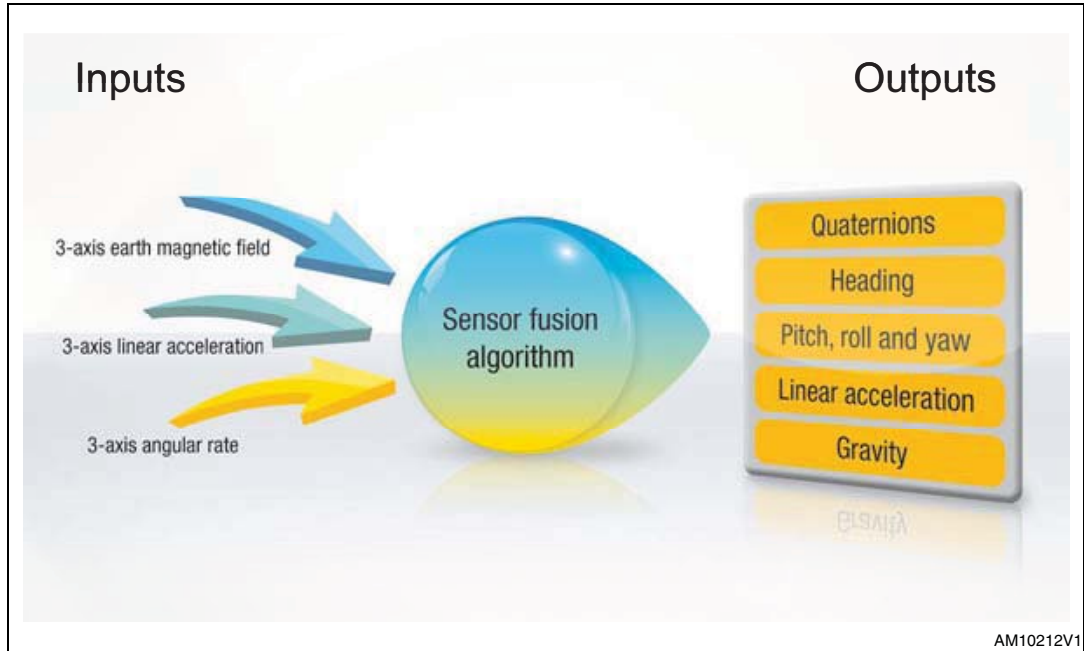 Inputs
Outputs
3-axis earth magnetic field
3-axis linear acceleration
3-axis angular rate
Sensor fusion
algorithm
Quaternions
Heading
Pitch, roll and yaw
Linear acceleration
Gravity
Gravity
AM10212V1